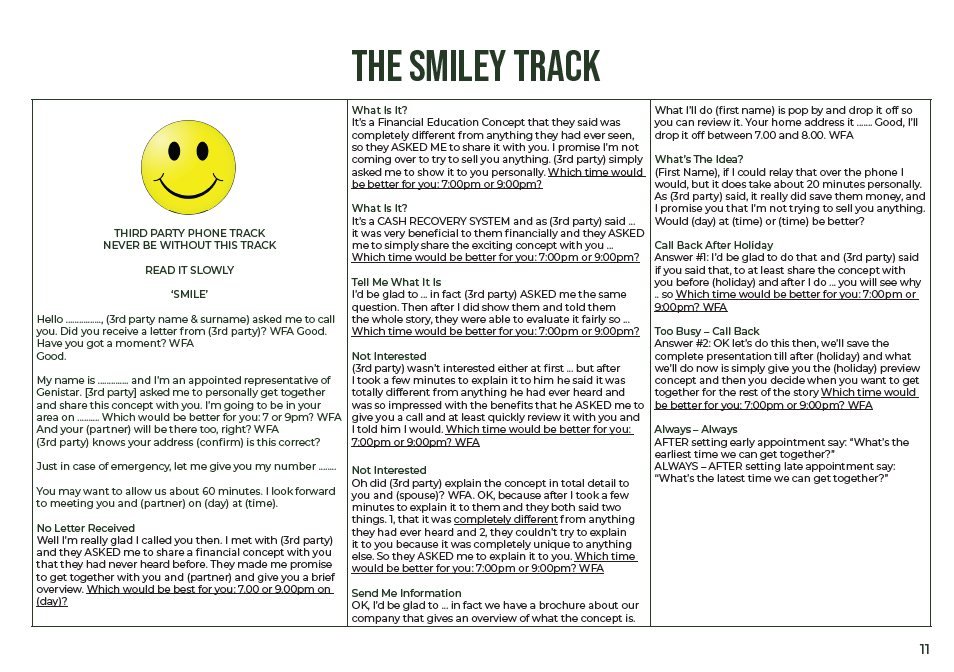 THE SMILEY TRACK
THIRD PARTY PHONE TRACK
NEVER BE WITHOUT THIS TRACK
READ IT SLOWLY
‘SMILE’
Hello ................, (3rd party name & surname) asked me to call
you. Did you receive a letter from (3rd party)? WFA Good.
Have you got a moment? WFA
Good.
My name is .............. and I’m an appointed representative of
Genistar. [3rd party] asked me to personally get together
and share this concept with you. I’m going to be in your
area on .......... Which would be better for you: 7 or 9pm? WFA
And your (partner) will be there too, right? WFA
(3rd party) knows your address (confirm) is this correct?
Just in case of emergency, let me give you my number ........
You may want to allow us about 60 minutes. I look forward
to meeting you and (partner) on (day) at (time).
No Letter Received
Well I’m really glad I called you then. I met with (3rd party)
and they ASKED me to share a financial concept with you
that they had never heard before. They made me promise
to get together with you and (partner) and give you a brief
overview. Which would be best for you: 7.00 or 9.00pm on
(day)?
What Is It?
It’s a Financial Education Concept that they said was
completely different from anything they had ever seen,
so they ASKED ME to share it with you. I promise I’m not
coming over to try to sell you anything. (3rd party) simply
asked me to show it to you personally. Which time would
be better for you: 7:00pm or 9:00pm?
What Is It?
It’s a CASH RECOVERY SYSTEM and as (3rd party) said ...
it was very beneficial to them financially and they ASKED
me to simply share the exciting concept with you ...
Which time would be better for you: 7:00pm or 9:00pm?
Tell Me What It Is
I’d be glad to ... in fact (3rd party) ASKED me the same
question. Then after I did show them and told them
the whole story, they were able to evaluate it fairly so ...
Which time would be better for you: 7:00pm or 9:00pm?
Not Interested
(3rd party) wasn’t interested either at first ... but after
I took a few minutes to explain it to him he said it was
totally different from anything he had ever heard and
was so impressed with the benefits that he ASKED me to
give you a call and at least quickly review it with you and
I told him I would. Which time would be better for you:
7:00pm or 9:00pm? WFA
Not Interested
Oh did (3rd party) explain the concept in total detail to
you and (spouse)? WFA. OK, because after I took a few
minutes to explain it to them and they both said two
things. 1, that it was completely different from anything
they had ever heard and 2, they couldn’t try to explain
it to you because it was completely unique to anything
else. So they ASKED me to explain it to you. Which time
would be better for you: 7:00pm or 9:00pm? WFA
Send Me Information
OK, I’d be glad to ... in fact we have a brochure about our
company that gives an overview of what the concept is.
What I’ll do (first name) is pop by and drop it off so
you can review it. Your home address it ....... Good, I’ll
drop it off between 7.00 and 8.00. WFA
What’s The Idea?
(First Name), if I could relay that over the phone I
would, but it does take about 20 minutes personally.
As (3rd party) said, it really did save them money, and
I promise you that I’m not trying to sell you anything.
Would (day) at (time) or (time) be better?
Call Back After Holiday
Answer #1: I’d be glad to do that and (3rd party) said
if you said that, to at least share the concept with
you before (holiday) and after I do ... you will see why
.. so Which time would be better for you: 7:00pm or
9:00pm? WFA
Too Busy – Call Back
Answer #2: OK let’s do this then, we’ll save the
complete presentation till after (holiday) and what
we’ll do now is simply give you the (holiday) preview
concept and then you decide when you want to get
together for the rest of the story Which time would
be better for you: 7:00pm or 9:00pm? WFA
Always – Always
AFTER setting early appointment say: “What’s the
earliest time we can get together?”
ALWAYS – AFTER setting late appointment say:
“What’s the latest time we can get together?”
11